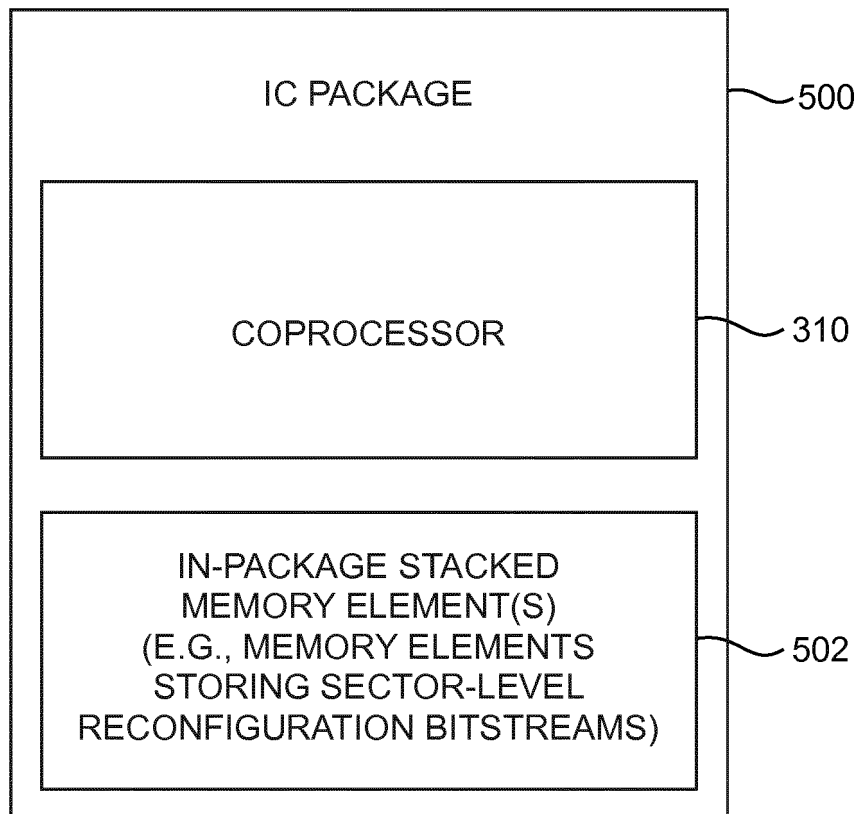 IC PACKAGE
500
COPROCESSOR
310
IN-PACKAGE STACKED
MEMORY ELEMENT(S)
(E.G., MEMORY ELEMENTS
STORING SECTOR-LEVEL
RECONFIGURATION BITSTREAMS)
502